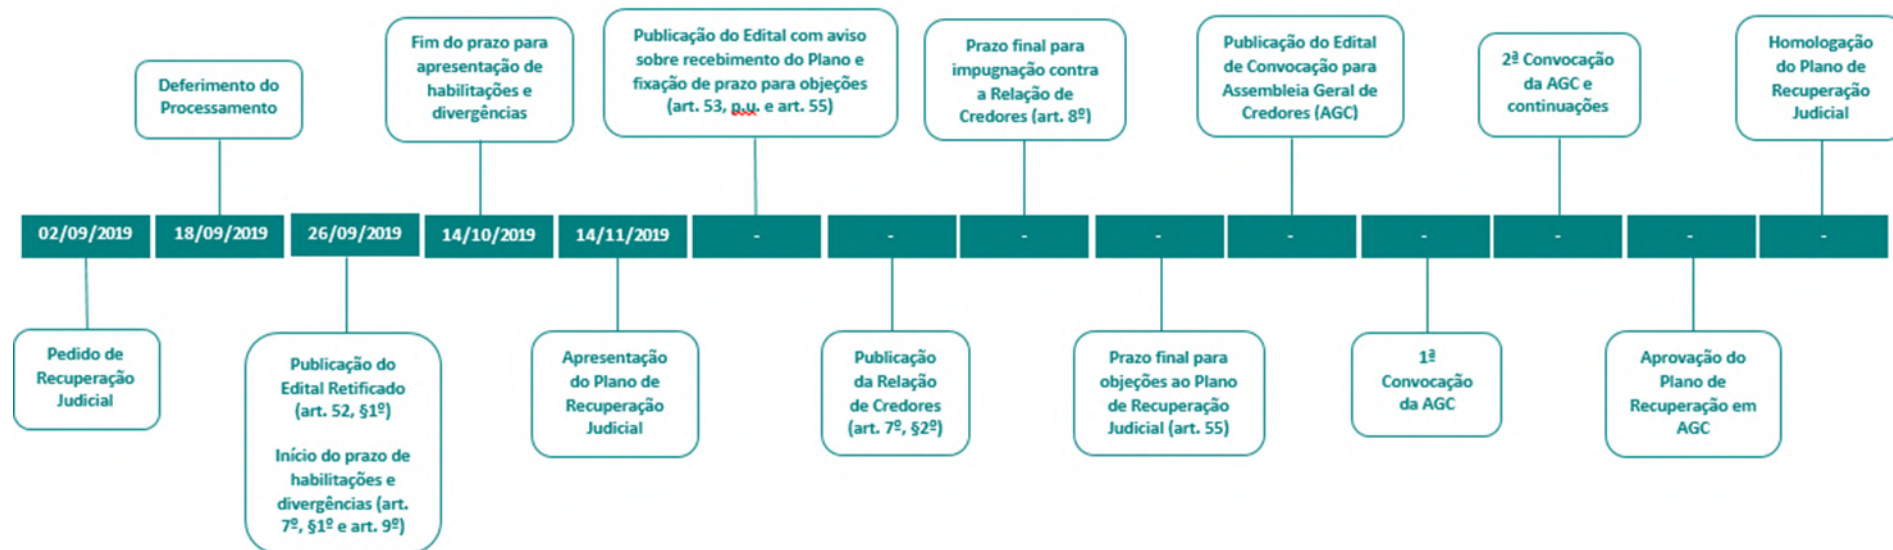 Deferimento do
Processamento
Fim do prazo para
apresentação de
habilitações e
divergências
Publicação do Edital com aviso
sobre recebimento do Plano e
fixação de prazo para objeções
(art. 53, p.u. e art. 55)
Prazo final para
impugnação contra
a Relação de
Credores (art. 8º)
Publicação do Edital
de Convocação para
Assembleia Geral de
Credores (AGC)
2ª Convocação
da AGC e
continuações
Homologação
do Plano de
Recuperação
Judicial
02/09/2019
18/09/2019
26/09/2019
14/10/2019
14/11/2019
-
-
-
-
-
-
-
-
-
Pedido de
Recuperação
Judicial
Publicação do
Edital Retificado
(art. 52, §1º)
Início do prazo de
habilitações e
divergências (art.
7º, §1º e art. 9º)
Apresentação
do Plano de
Recuperação
Judicial
Publicação
da Relação
de Credores
(art. 7º, §2º)
Prazo final para
objeções ao Plano
de Recuperação
Judicial (art. 55)
1ª
Convocação
da AGC
Aprovação do
Plano de
Recuperação em
AGC